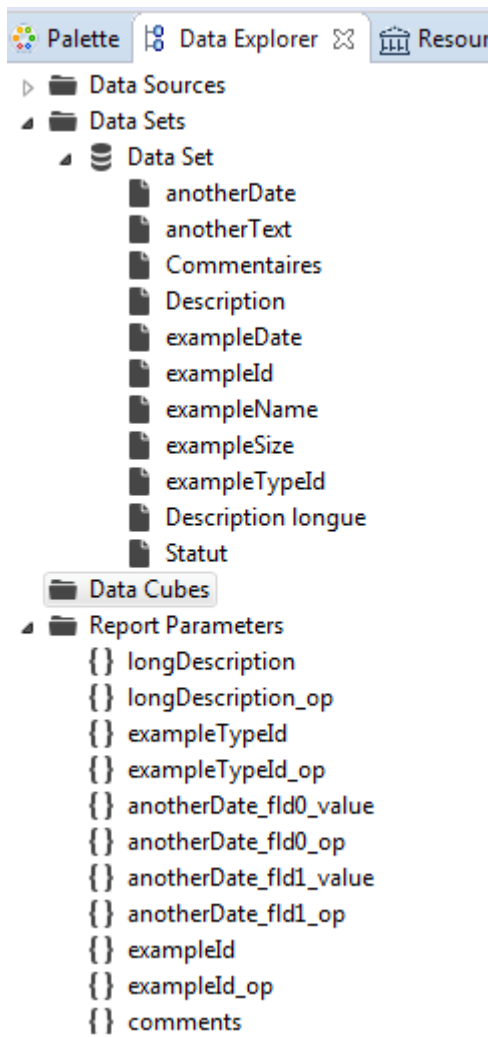 Palette Data Explorer Resour
Data Sources
Data Sets
Data Set
anotherDate
anotherText
Commentaires
Description
exampleDate
exampleId
exampleName
exampleSize
exampleTypeId
Description longue
Statut
Data Cubes
Report Parameters
{} longDescription
{} longDescription_op
{} exampleTypeId
{} exampleTypeId_op
{} anotherDate_fld0_value
{} anotherDate_fld0_op
{} anotherDate_fld1_value
{} anotherDate_fld1_op
{} exampleId
{} exampleId_op
{} comments